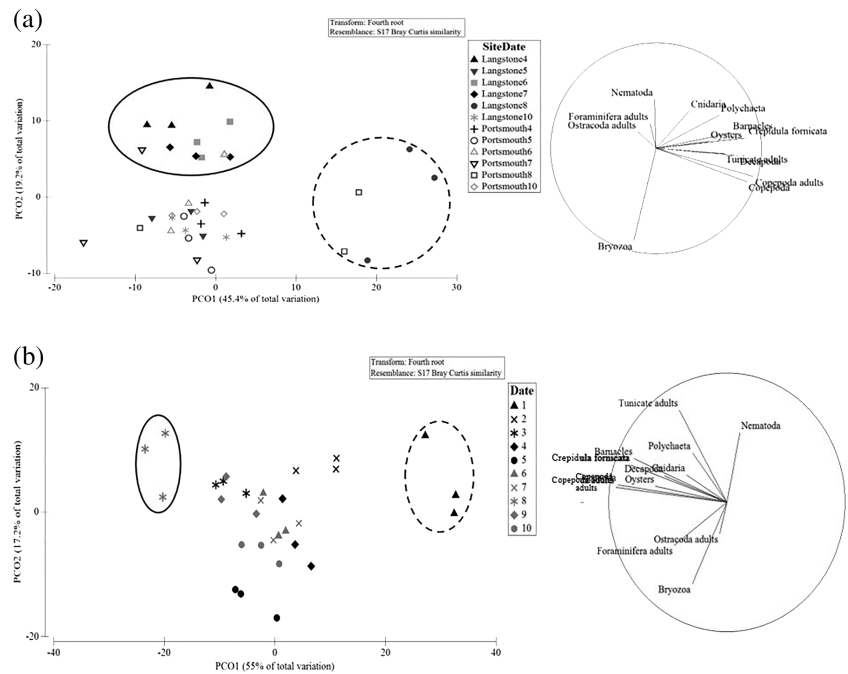 (a)
Transform: Fourth root
Resemblance: S17 Bray Curtis similarity
20
10
0
-10
PCO2 (19.2% of total variation)
-20
-10
0
10
20
30
PCO1 (45.4% of total variation)
SiteDate
Langstone4
Langstone5
Langstone6
Langstone7
Langstone8
Langstone10
Portsmouth4
Portsmouth5
Portsmouth6
Portsmouth7
Portsmouth8
Portsmouth10
Nematoda
Cnidaria
Polychaeta
Foraminifera adults
Ostracoda adults
Barnacles
Oysters
Crepidula fornicata
Tunicate adults
Decapoda
Copepoda adults
Copepoda
Bryozoa
(b)
Transform: Fourth root
Resemblance: S17 Bray Curtis similarity
20
0
-20
PCO2 (17.2% of total variation)
-40
-20
0
20
40
PCO1 (55% of total variation)
Date
1
2
3
4
5
6
7
8
9
10
Tunicate adults
Nematoda
Polychaeta
Barnacles
Crepidula fornicata
Decapoda
Cnidaria
Oysters
Copepoda
adults
Ostracoda adults
Foraminifera adults
Bryozoa